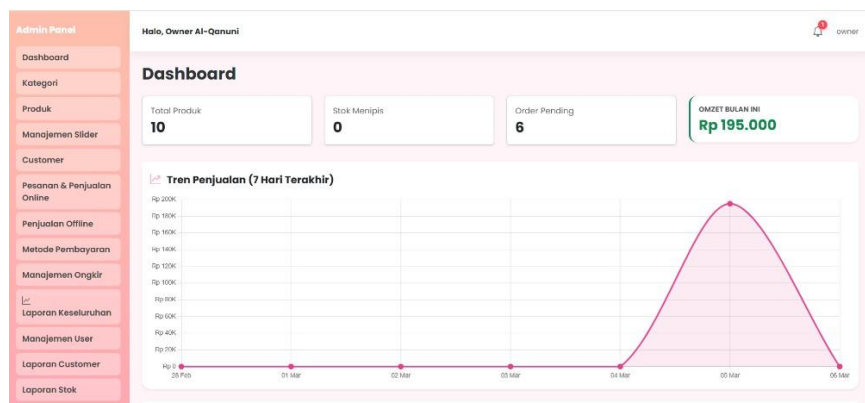 Admin Panel
Halo, Owner Al-Qanuni
owner
Dashboard
Kategori
Produk
Manajemen Slider
Customer
Pesanan & Penjualan
Online
Penjualan Offline
Metode Pembayaran
Manajemen Ongkir
Laporan Keseluruhan
Manajemen User
Laporan Customer
Laporan Stok
Dashboard
Total Produk
10
Stok Menipis
0
Order Pending
6
OMZET BULAN INI
Rp 195.000
Tren Penjualan (7 Hari Terakhir)
Rp 200K
Rp 180K
Rp 160K
Rp 140K
Rp 120K
Rp 100K
Rp 80K
Rp 60K
Rp 40K
Rp 20K
Rp 0
28 Feb 01 Mar 02 Mar 03 Mar 04 Mar 05 Mar 06 Mar